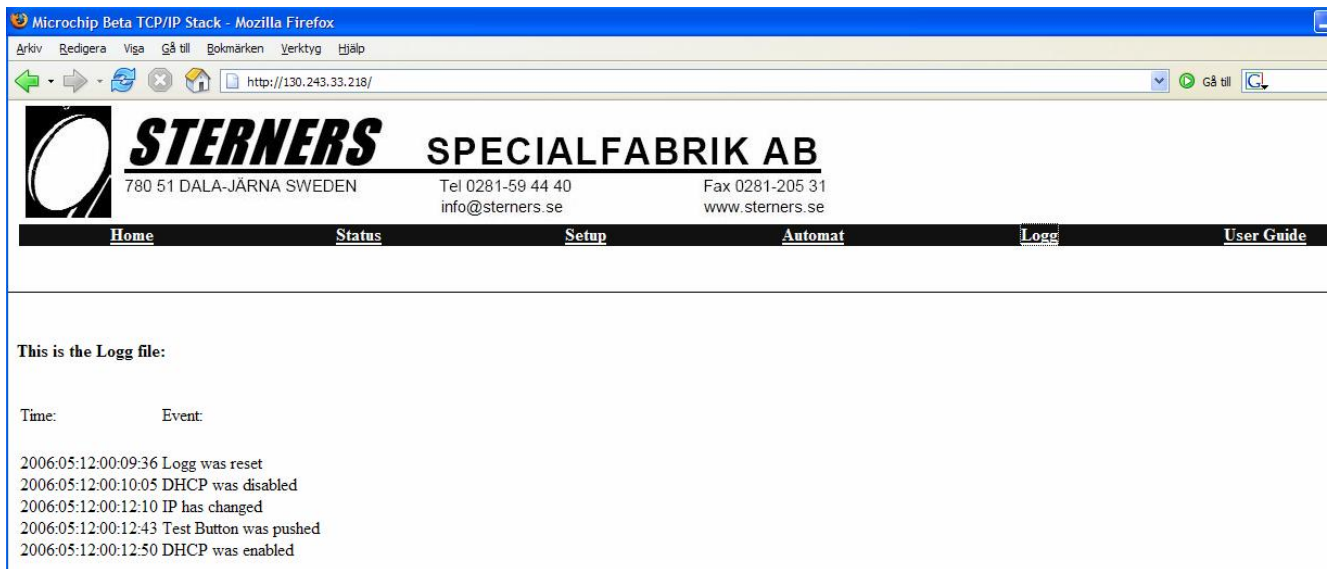 Microchip Beta TCP/IP Stack - Mozilla Firefox
Arkiv Redigera Visa Gå till Bokmärken Verktyg Hjälp
http://130.243.33.218/ Gå till G
STERNERS SPECIALFABRIK AB
780 51 DALA-JÄRNA SWEDEN Tel 0281-59 44 40 Fax 0281-205 31
info@sterners.se www.sterners.se
Home Status Setup Automat Logg User Guide
This is the Logg file:
Time: Event:
2006:05:12:00:09:36 Logg was reset
2006:05:12:00:10:05 DHCP was disabled
2006:05:12:00:12:10 IP has changed
2006:05:12:00:12:43 Test Button was pushed
2006:05:12:00:12:50 DHCP was enabled